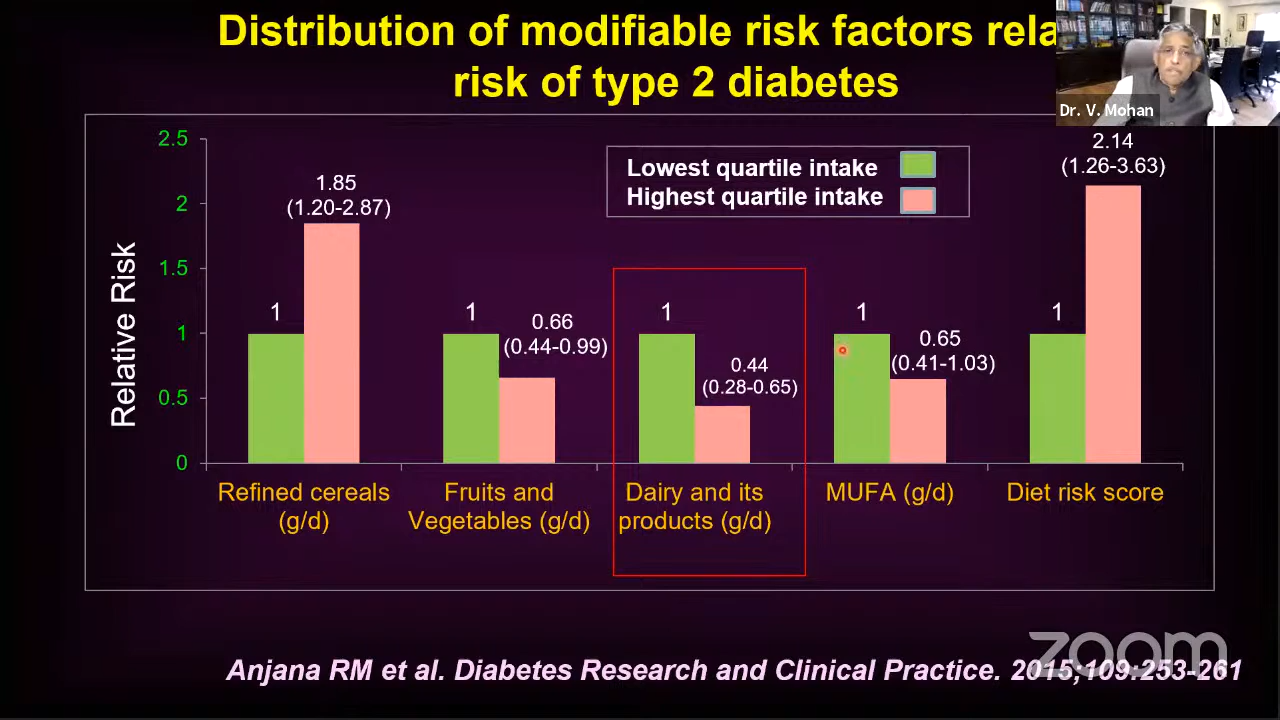 Distribution of modifiable risk factors rela
risk of type 2 diabetes
Dr. V. Mohan
Relative Risk
2.5
2
1.5
1
0.5
0
Lowest quartile intake
Highest quartile intake
1
1.85
(1.20-2.87)
1
0.66
(0.44-0.99)
1
0.44
(0.28-0.65)
1
0.65
(0.41-1.03)
1
2.14
(1.26-3.63)
Refined cereals
(g/d)
Fruits and
Vegetables (g/d)
Dairy and its
products (g/d)
MUFA (g/d)
Diet risk score
zoom
Anjana RM et al. Diabetes Research and Clinical Practice. 2015;109:253-261